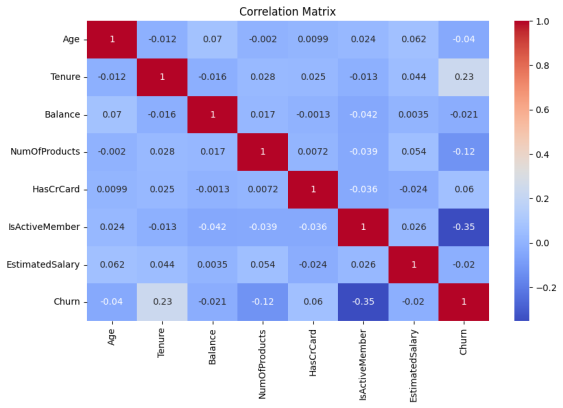 Correlation Matrix
Age 1 -0.012 0.07 -0.002 0.0099 0.024 0.062 -0.04
Tenure -0.012 1 -0.016 0.028 0.025 -0.013 0.044 0.23
Balance 0.07 -0.016 1 0.017 -0.0013 -0.042 0.0035 -0.021
NumOfProducts -0.002 0.028 0.017 1 0.0072 -0.039 0.054 -0.12
HasCrCard 0.0099 0.025 -0.0013 0.0072 1 -0.036 -0.024 0.06
IsActiveMember 0.024 -0.013 -0.042 -0.039 -0.036 1 0.026 -0.35
EstimatedSalary 0.062 0.044 0.0035 0.054 -0.024 0.026 1 -0.02
Churn -0.04 0.23 -0.021 -0.12 0.06 -0.35 -0.02 1
Age Tenure Balance NumOfProducts HasCrCard IsActiveMember EstimatedSalary Churn
1.0
0.8
0.6
0.4
0.2
0.0
−0.2